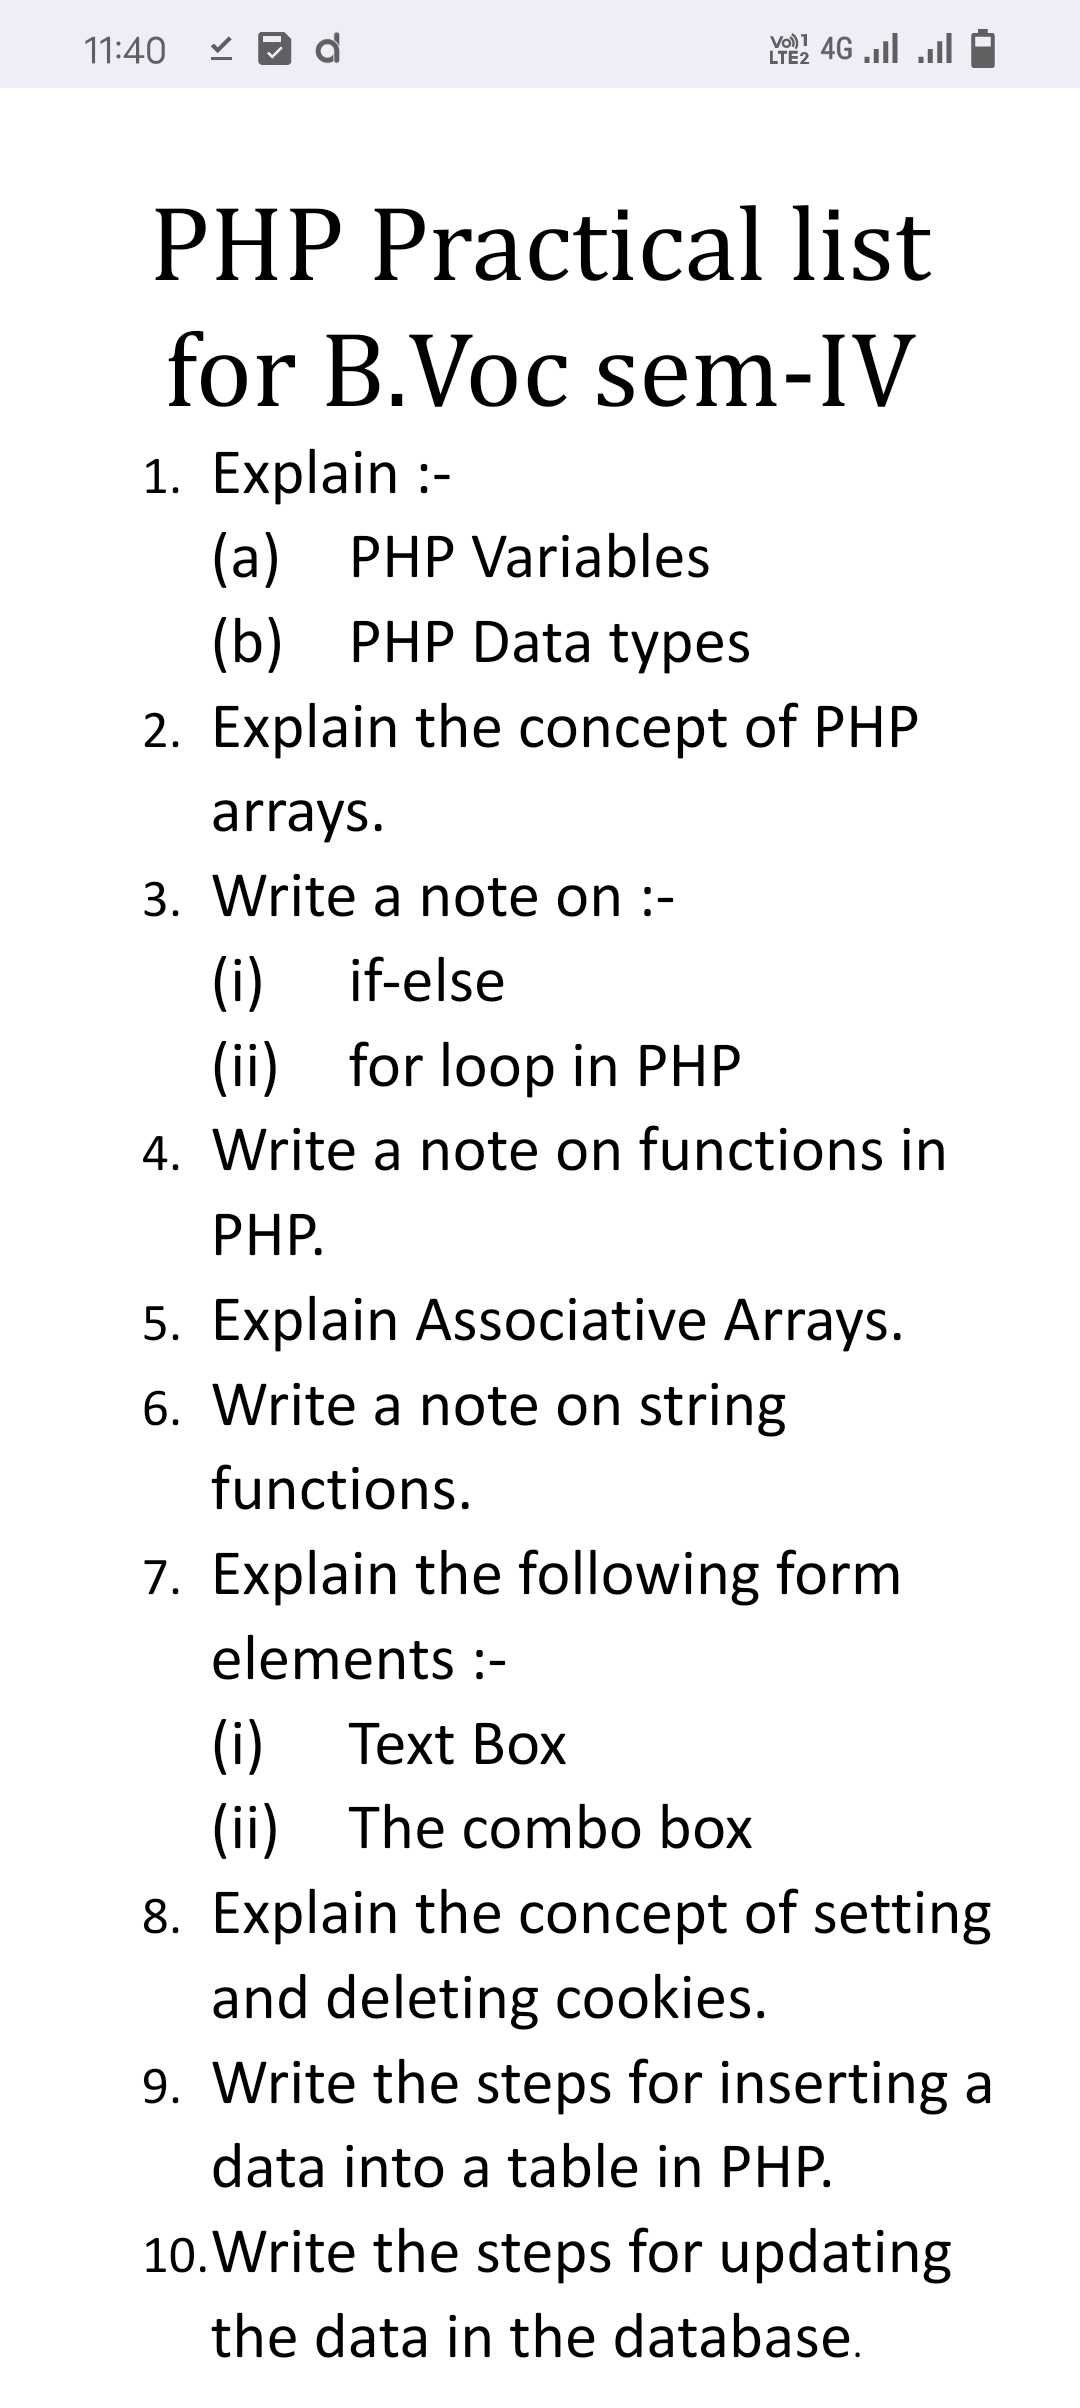 11:40
Vo)) 1
LTE2 4G
PHP Practical list
for B.Voc sem-IV
1. Explain :-
(a) PHP Variables
(b) PHP Data types
2. Explain the concept of PHP
arrays.
3. Write a note on :-
(i) if-else
(ii) for loop in PHP
4. Write a note on functions in
PHP.
5. Explain Associative Arrays.
6. Write a note on string
functions.
7. Explain the following form
elements :-
(i) Text Box
(ii) The combo box
8. Explain the concept of setting
and deleting cookies.
9. Write the steps for inserting a
data into a table in PHP.
10. Write the steps for updating
the data in the database.